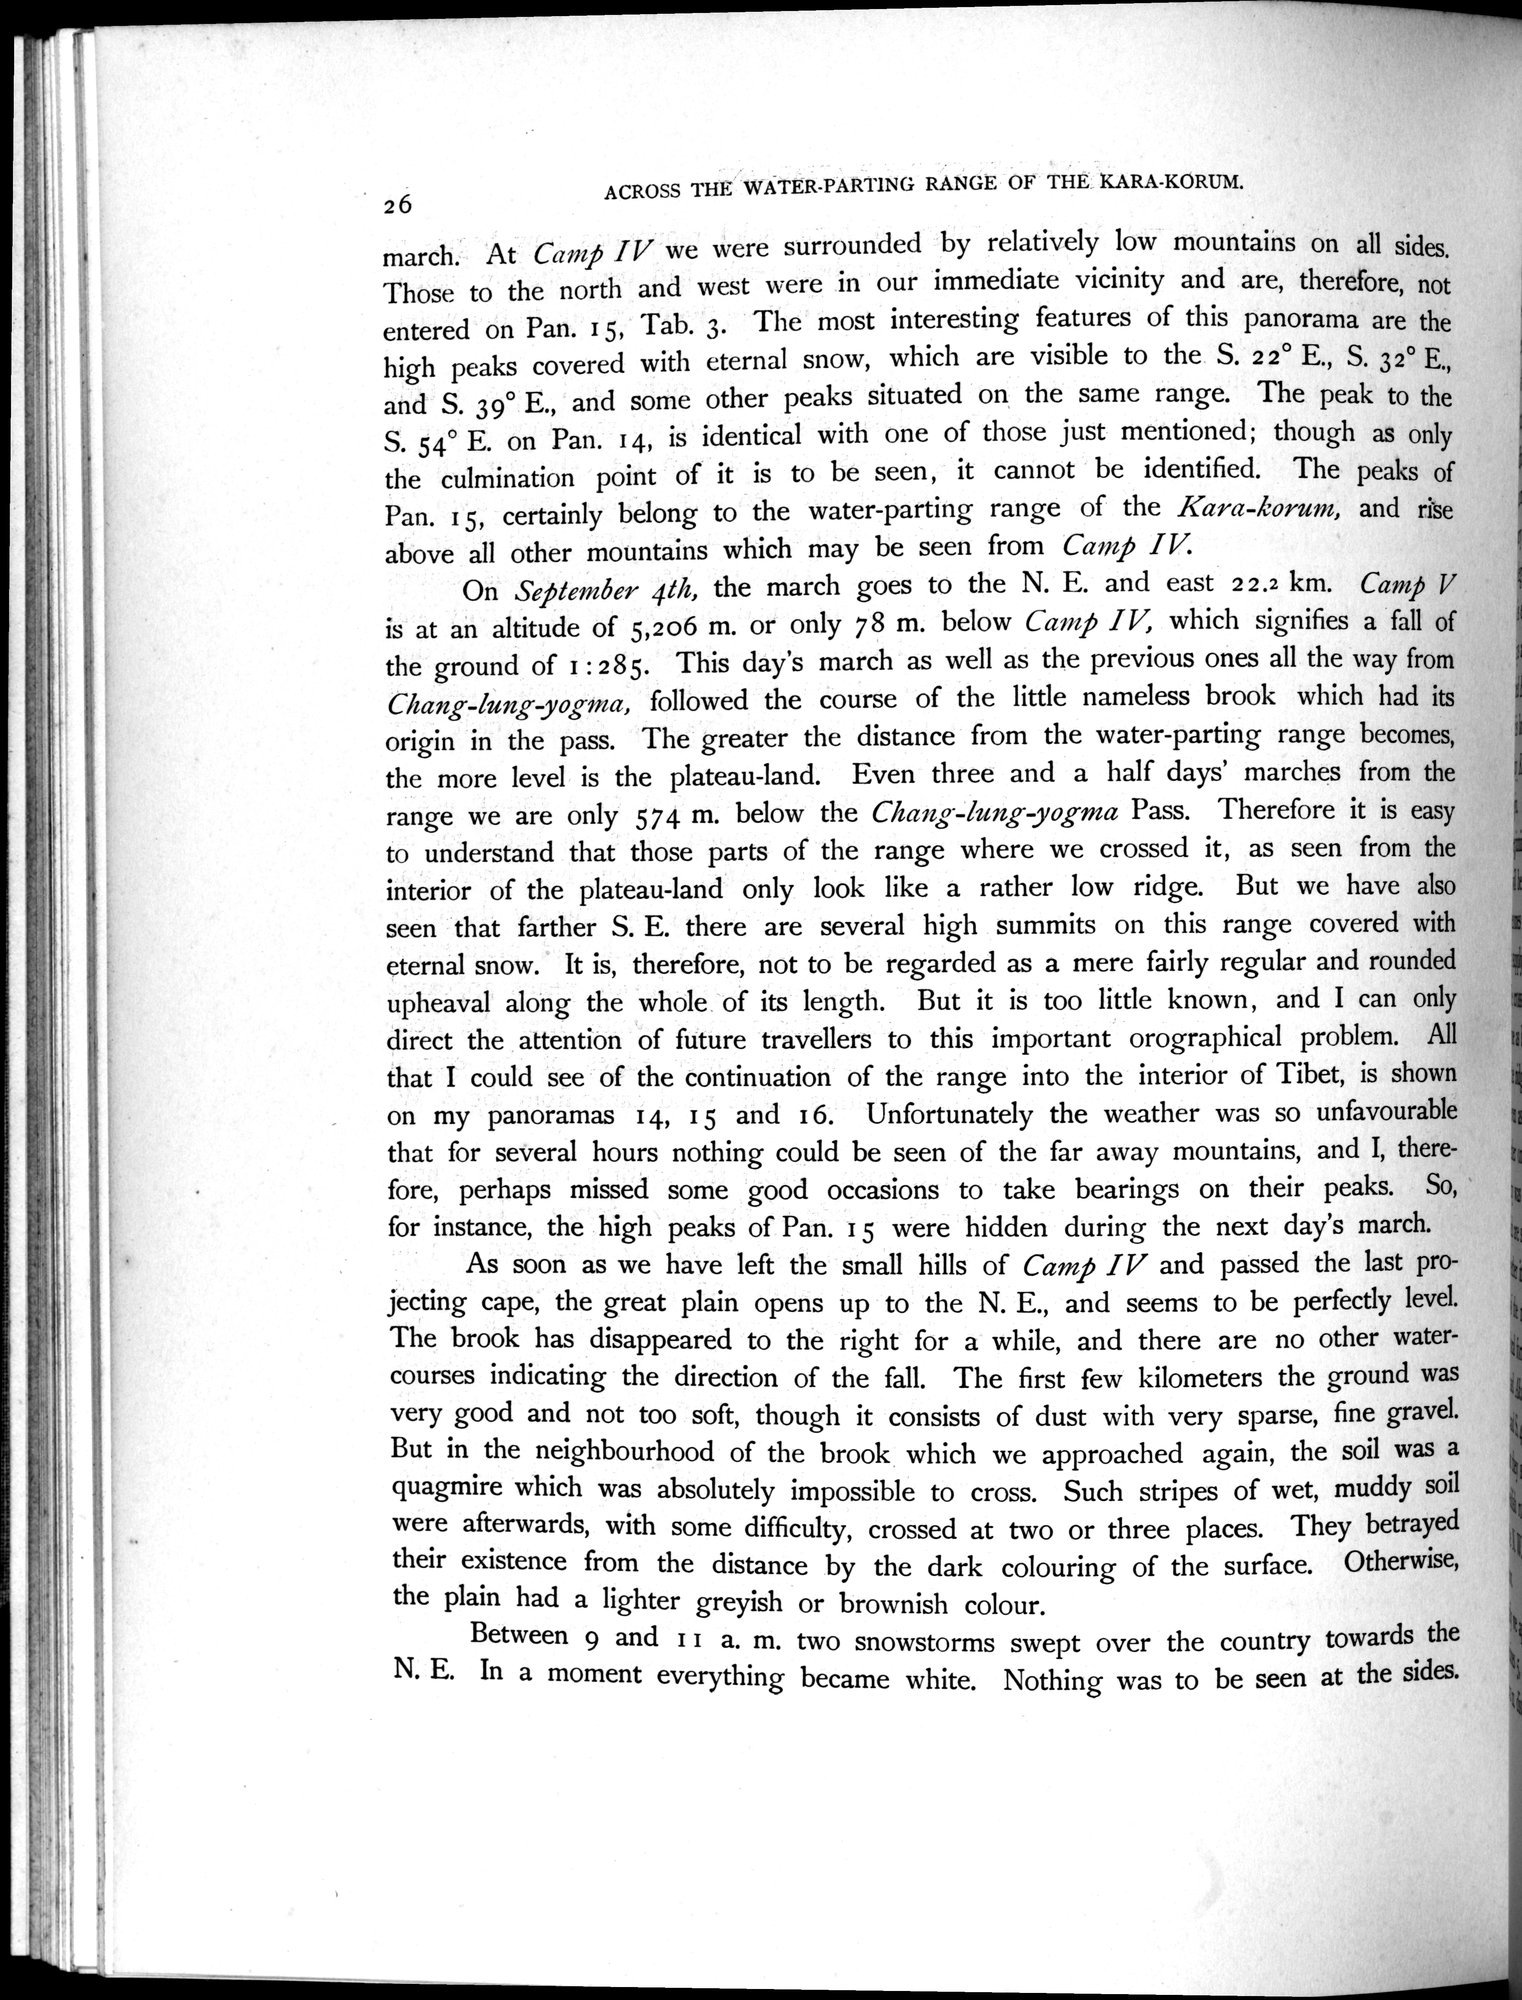 26
ACROSS THE WATER-PARTING RANGE OF THE KARA-KORUM.
march. At Camp IV we were surrounded by relatively low mountains on all sides.
Those to the north and west were in our immediate vicinity and are, therefore, not
entered on Pan. 15, Tab. 3. The most interesting features of this panorama are the
high peaks covered with eternal snow, which are visible to the S. 22° E., S. 32° E.,
and S. 39° E., and some other peaks situated on the same range. The peak to the
S. 54° E. on Pan. 14, is identical with one of those just mentioned; though as only
the culmination point of it is to be seen, it cannot be identified. The peaks of
Pan. 15, certainly belong to the water-parting range of the Kara-korum, and rise
above all other mountains which may be seen from Camp IV.
On September 4th, the march goes to the N. E. and east 22.2 km. Camp V
is at an altitude of 5,206 m. or only 78 m. below Camp IV, which signifies a fall of
the ground of 1:285. This day's march as well as the previous ones all the way from
Chang-lung-yogma, followed the course of the little nameless brook which had its
origin in the pass. The greater the distance from the water-parting range becomes,
the more level is the plateau-land. Even three and a half days' marches from the
range we are only 574 m. below the Chang-lung-yogma Pass. Therefore it is easy
to understand that those parts of the range where we crossed it, as seen from the
interior of the plateau-land only look like a rather low ridge. But we have also
seen that farther S. E. there are several high summits on this range covered with
eternal snow. It is, therefore, not to be regarded as a mere fairly regular and rounded
upheaval along the whole of its length. But it is too little known, and I can only
direct the attention of future travellers to this important orographical problem. All
that I could see of the continuation of the range into the interior of Tibet, is shown
on my panoramas 14, 15 and 16. Unfortunately the weather was so unfavourable
that for several hours nothing could be seen of the far away mountains, and I, there-
fore, perhaps missed some good occasions to take bearings on their peaks. So,
for instance, the high peaks of Pan. 15 were hidden during the next day's march.
As soon as we have left the small hills of Camp IV and passed the last pro-
jecting cape, the great plain opens up to the N. E., and seems to be perfectly level.
The brook has disappeared to the right for a while, and there are no other water-
courses indicating the direction of the fall. The first few kilometers the ground was
very good and not too soft, though it consists of dust with very sparse, fine gravel.
But in the neighbourhood of the brook which we approached again, the soil was a
quagmire which was absolutely impossible to cross. Such stripes of wet, muddy soil
were afterwards, with some difficulty, crossed at two or three places. They betrayed
their existence from the distance by the dark colouring of the surface. Otherwise,
the plain had a lighter greyish or brownish colour.
Between 9 and 11 a. m. two snowstorms swept over the country towards the
N. E. In a moment everything became white. Nothing was to be seen at the sides.